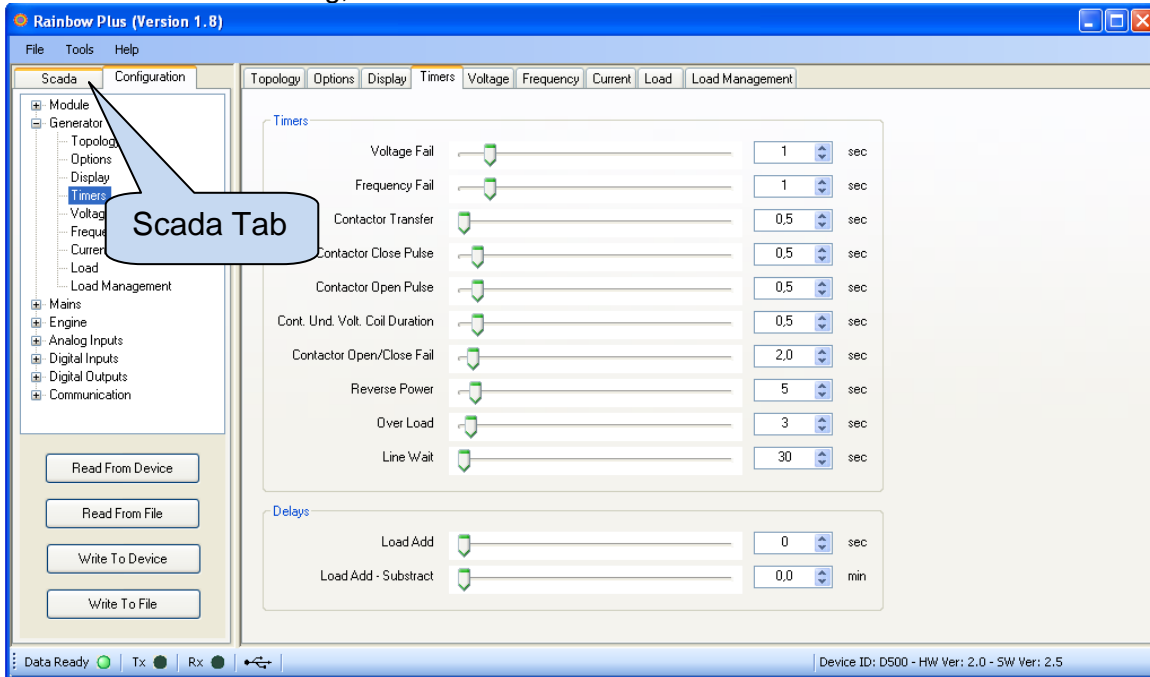 Rainbow Plus (Version 1.8)
File Tools Help
Scada Configuration
Module
Generator
Topology
Options
Display
Timers
Load
Load Management
Mains
Engine
Analog Inputs
Digital Inputs
Digital Outputs
Communication
Scada Tab
Read From Device
Read From File
Write To Device
Write To File
Topology Options Display Timers Voltage Frequency Current Load Load Management
Timers
Voltage Fail 1 sec
Frequency Fail 1 sec
Contactor Transfer 0,5 sec
Contactor Close Pulse 0,5 sec
Contactor Open Pulse 0,5 sec
Cont. Und. Volt. Coil Duration 0,5 sec
Contactor Open/Close Fail 2,0 sec
Reverse Power 5 sec
Over Load 3 sec
Line Wait 30 sec
Delays
Load Add 0 sec
Load Add - Substract 0,0 min
Data Ready Tx Rx
Device ID: D500 - HW Ver: 2.0 - SW Ver: 2.5